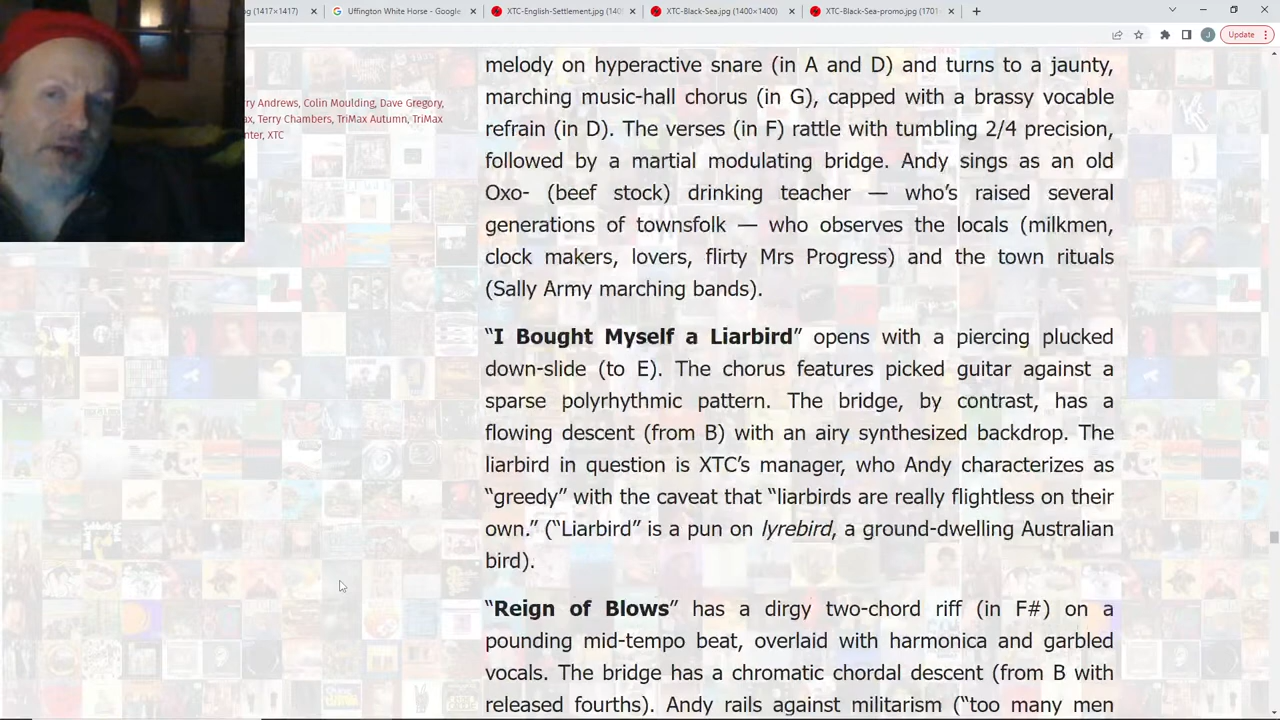 (1417×1417)
Uffington White Horse - Google
XTC-English-Settlement.jpg (140
XTC-Black-Sea.jpg (1400×1400)
XTC-Black-Sea-promo.jpg (1701
J
Update
melody on hyperactive snare (in A and D) and turns to a jaunty,
marching music-hall chorus (in G), capped with a brassy vocable
refrain (in D). The verses (in F) rattle with tumbling 2/4 precision,
followed by a martial modulating bridge. Andy sings as an old
Oxo- (beef stock) drinking teacher — who’s raised several
generations of townsfolk — who observes the locals (milkmen,
clock makers, lovers, flirty Mrs Progress) and the town rituals
(Sally Army marching bands).
“I Bought Myself a Liarbird” opens with a piercing plucked
down-slide (to E). The chorus features picked guitar against a
sparse polyrhythmic pattern. The bridge, by contrast, has a
flowing descent (from B) with an airy synthesized backdrop. The
liarbird in question is XTC’s manager, who Andy characterizes as
“greedy” with the caveat that “liarbirds are really flightless on their
own.” (“Liarbird” is a pun on lyrebird, a ground-dwelling Australian
bird).
“Reign of Blows” has a dirgy two-chord riff (in F#) on a
pounding mid-tempo beat, overlaid with harmonica and garbled
vocals. The bridge has a chromatic chordal descent (from B with
released fourths). Andy rails against militarism (“too many men
ry Andrews, Colin Moulding, Dave Gregory,
ax, Terry Chambers, TriMax Autumn, TriMax
nter, XTC